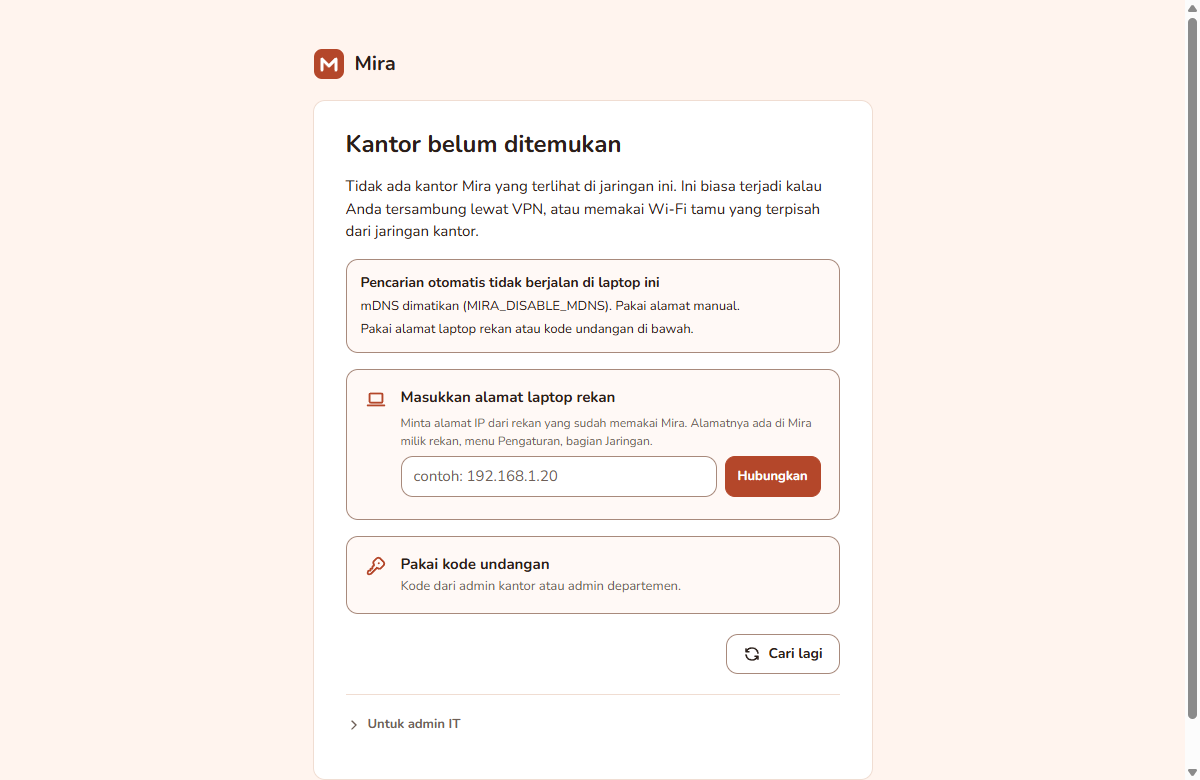 Mira
Kantor belum ditemukan
Tidak ada kantor Mira yang terlihat di jaringan ini. Ini biasa terjadi kalau
Anda tersambung lewat VPN, atau memakai Wi-Fi tamu yang terpisah
dari jaringan kantor.
Pencarian otomatis tidak berjalan di laptop ini
mDNS dimatikan (MIRA_DISABLE_MDNS). Pakai alamat manual.
Pakai alamat laptop rekan atau kode undangan di bawah.
Masukkan alamat laptop rekan
Minta alamat IP dari rekan yang sudah memakai Mira. Alamatnya ada di Mira
milik rekan, menu Pengaturan, bagian Jaringan.
contoh: 192.168.1.20
Hubungkan
Pakai kode undangan
Kode dari admin kantor atau admin departemen.
Cari lagi
Untuk admin IT